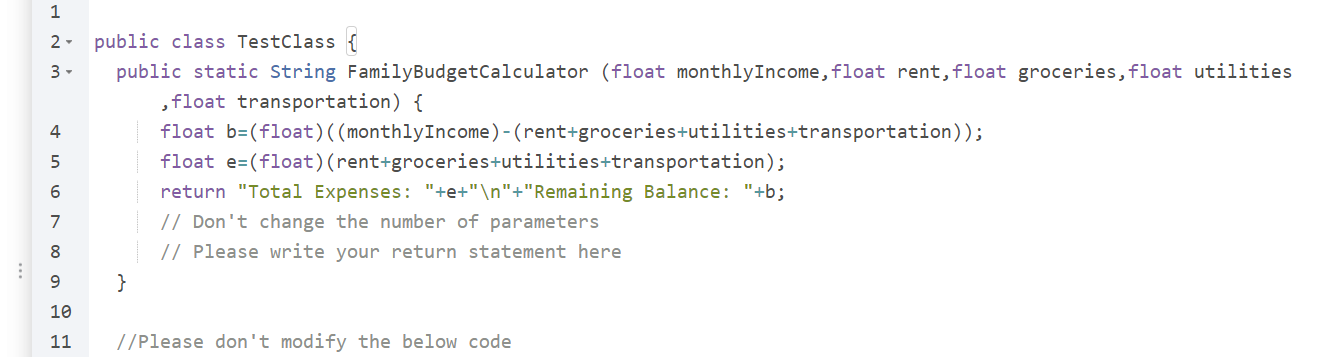 1
2 public class TestClass {
3 public static String FamilyBudgetCalculator (float monthlyIncome,float rent,float groceries,float utilities
,float transportation) {
4 float b=(float)((monthlyIncome)-(rent+groceries+utilities+transportation));
5 float e=(float)(rent+groceries+utilities+transportation);
6 return "Total Expenses: "+e+"\n"+"Remaining Balance: "+b;
7 // Don't change the number of parameters
8 // Please write your return statement here
9 }
10
11 //Please don't modify the below code